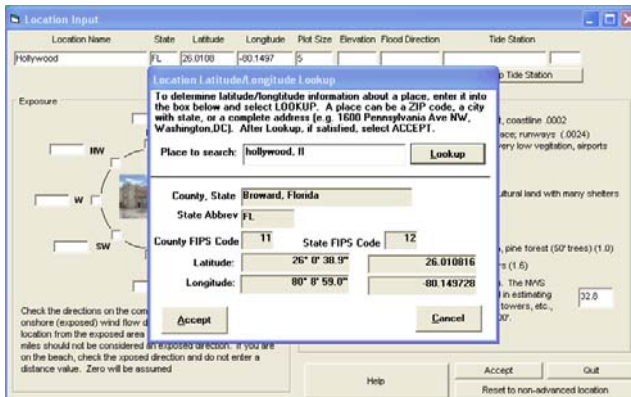 Location Input
Location Name State Latitude Longitude Plot Size Elevation Flood Direction Tide Station
Hollywood FL 26.0108 -80.1497 5
p Tide Station
Location Latitude/Longitude Lookup
To determine latitude/longtitude information about a place, enter it into
the box below and select LOOKUP. A place can be a ZIP code, a city
with state, or a complete address (e.g. 1600 Pennsylvania Ave NW,
Washington,DC). After Lookup, if satisfied, select ACCEPT.
Place to search: hollywood, fl Lookup
County, State Broward, Florida
State Abbrev FL
County FIPS Code 11 State FIPS Code 12
Latitude: 26° 0' 38.9" 26.010816
Longitude: 80° 8' 59.0" -80.149728
Accept Cancel
Exposure
NW
W
SW
, coastline .0002
ace; runways (.0024)
very low vegitation, airports
ultural land with many shelters
, pine forest (50' trees) (1.0)
rs (1.6)
. The NWS
in estimating
towers, etc.,
00'.
32.8
Check the directions on the com
onshore (exposed) wind flow d
location from the exposed area
miles should not be considered an exposed direction. If you are
on the beach, check the xposed direction and do not enter a
distance value. Zero will be
assumed
Help
Accept Quit
Reset to non-advanced location